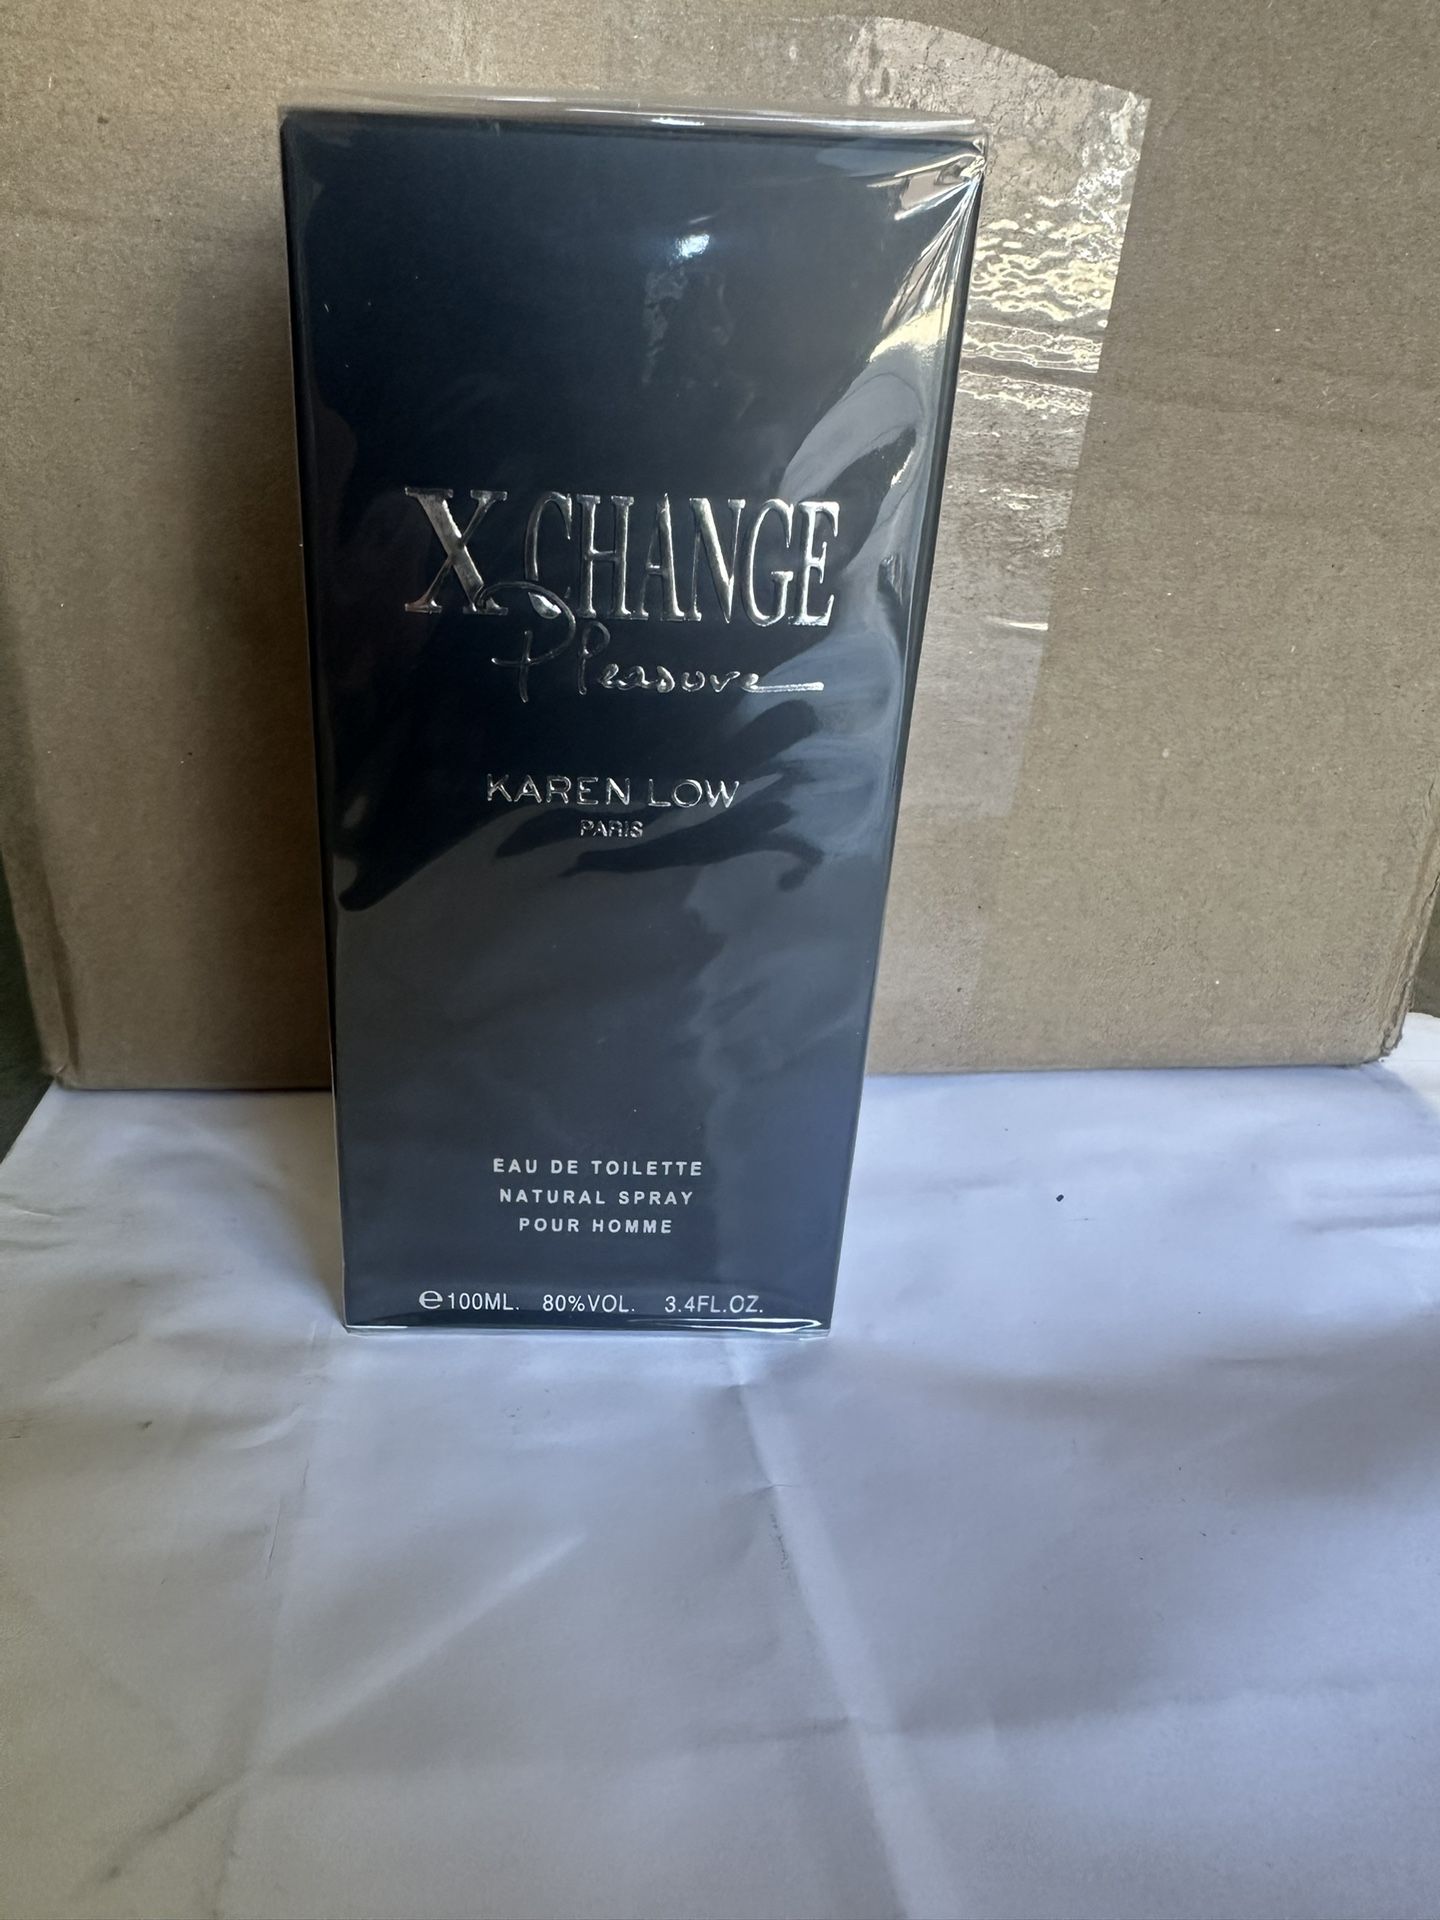 X CHANGE
Pleasure
KAREN LOW
PARIS
EAU DE TOILETTE
NATURAL SPRAY
POUR HOMME
℮100ML. 80%VOL. 3.4FL.OZ.